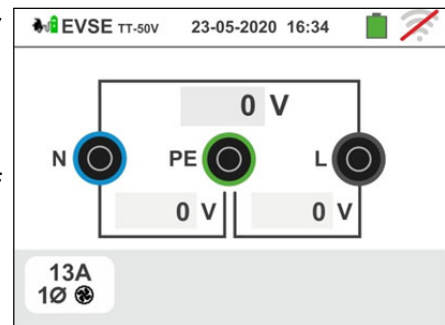 EVSE TT-50V 23-05-2020 16:34
0 V
N PE L
0 V 0 V
13A
1Ø